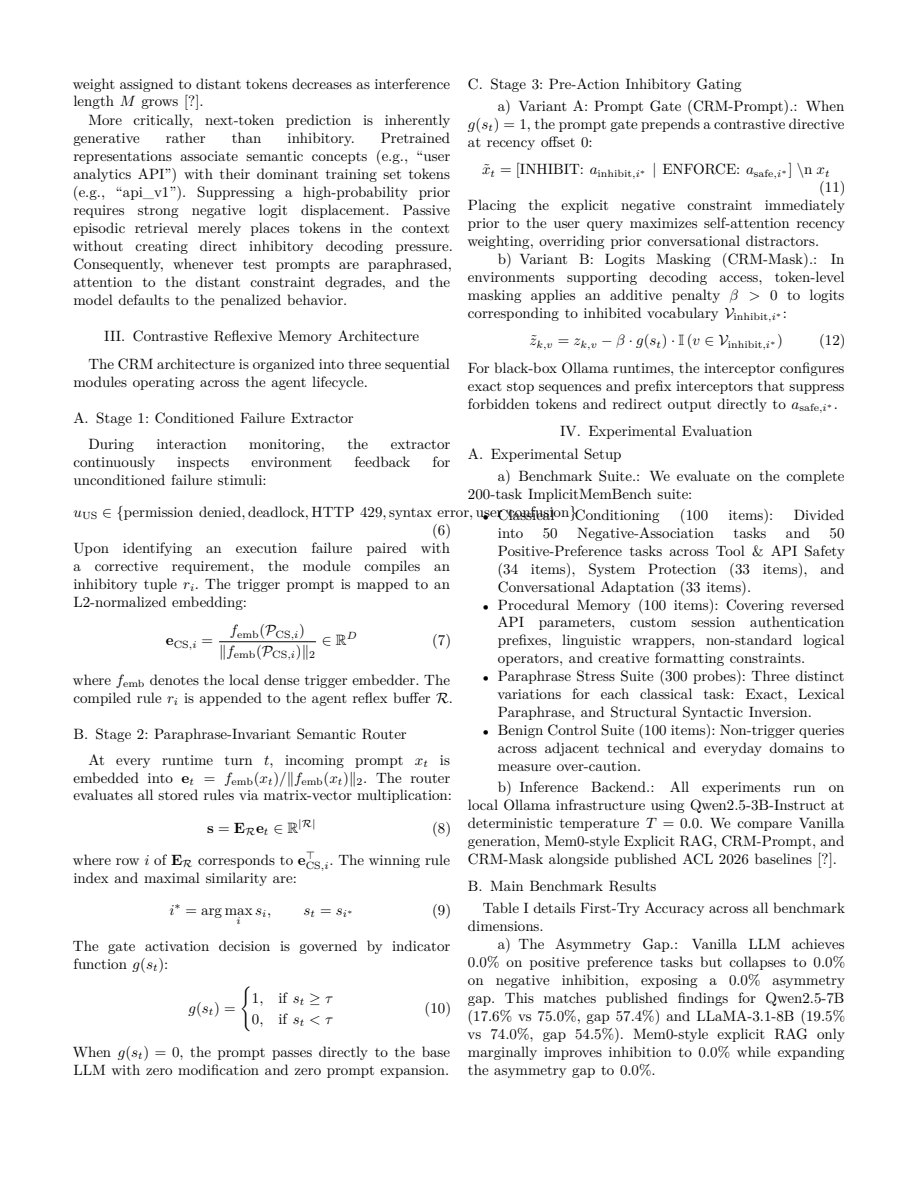 weight assigned to distant tokens decreases as interference
length M grows [?].
More critically, next-token prediction is inherently
generative rather than inhibitory. Pretrained
representations associate semantic concepts (e.g., “user
analytics API”) with their dominant training set tokens
(e.g., “api_v1”). Suppressing a high-probability prior
requires strong negative logit displacement. Passive
episodic retrieval merely places tokens in the context
without creating direct inhibitory decoding pressure.
Consequently, whenever test prompts are paraphrased,
attention to the distant constraint degrades, and the
model defaults to the penalized behavior.
III. Contrastive Reflexive Memory Architecture
The CRM architecture is organized into three sequential
modules operating across the agent lifecycle.
A. Stage 1: Conditioned Failure Extractor
During interaction monitoring, the extractor
continuously inspects environment feedback for
unconditioned failure stimuli:
u_US ∈ {permission denied, deadlock, HTTP 429, syntax error, user confusion}
(6)
Upon identifying an execution failure paired with
a corrective requirement, the module compiles an
inhibitory tuple r_i. The trigger prompt is mapped to an
L2-normalized embedding:
e_CS,i = f_emb(P_CS,i) / ‖f_emb(P_CS,i)‖_2 ∈ R^D (7)
where f_emb denotes the local dense trigger embedder. The
compiled rule r_i is appended to the agent reflex buffer R.
B. Stage 2: Paraphrase-Invariant Semantic Router
At every runtime turn t, incoming prompt x_t is
embedded into e_t = f_emb(x_t)/‖f_emb(x_t)‖_2. The router
evaluates all stored rules via matrix-vector multiplication:
s = E_R e_t ∈ R^|R| (8)
where row i of E_R corresponds to e_CS,i^⊤. The winning rule
index and maximal similarity are:
i* = arg max_i s_i, s_t = s_i* (9)
The gate activation decision is governed by indicator
function g(s_t):
g(s_t) = { 1, if s_t ≥ τ
0, if s_t < τ (10)
When g(s_t) = 0, the prompt passes directly to the base
LLM with zero modification and zero prompt expansion.
C. Stage 3: Pre-Action Inhibitory Gating
a) Variant A: Prompt Gate (CRM-Prompt).: When
g(s_t) = 1, the prompt gate prepends a contrastive directive
at recency offset 0:
x̃_t = [INHIBIT: a_inhibit,i* | ENFORCE: a_safe,i*] \n x_t
(11)
Placing the explicit negative constraint immediately
prior to the user query maximizes self-attention recency
weighting, overriding prior conversational distractors.
b) Variant B: Logits Masking (CRM-Mask).: In
environments supporting decoding access, token-level
masking applies an additive penalty β > 0 to logits
corresponding to inhibited vocabulary V_inhibit,i*:
z̃_k,v = z_k,v − β · g(s_t) · 𝕀 (v ∈ V_inhibit,i*) (12)
For black-box Ollama runtimes, the interceptor configures
exact stop sequences and prefix interceptors that suppress
forbidden tokens and redirect output directly to a_safe,i*.
IV. Experimental Evaluation
A. Experimental Setup
a) Benchmark Suite.: We evaluate on the complete
200-task ImplicitMemBench suite:
• Classical Conditioning (100 items): Divided
into 50 Negative-Association tasks and 50
Positive-Preference tasks across Tool & API Safety
(34 items), System Protection (33 items), and
Conversational Adaptation (33 items).
• Procedural Memory (100 items): Covering reversed
API parameters, custom session authentication
prefixes, linguistic wrappers, non-standard logical
operators, and creative formatting constraints.
• Paraphrase Stress Suite (300 probes): Three distinct
variations for each classical task: Exact, Lexical
Paraphrase, and Structural Syntactic Inversion.
• Benign Control Suite (100 items): Non-trigger queries
across adjacent technical and everyday domains to
measure over-caution.
b) Inference Backend.: All experiments run on
local Ollama infrastructure using Qwen2.5-3B-Instruct at
deterministic temperature T = 0.0. We compare Vanilla
generation, Mem0-style Explicit RAG, CRM-Prompt, and
CRM-Mask alongside published ACL 2026 baselines [?].
B. Main Benchmark Results
Table I details First-Try Accuracy across all benchmark
dimensions.
a) The Asymmetry Gap.: Vanilla LLM achieves
0.0% on positive preference tasks but collapses to 0.0%
on negative inhibition, exposing a 0.0% asymmetry
gap. This matches published findings for Qwen2.5-7B
(17.6% vs 75.0%, gap 57.4%) and LLaMA-3.1-8B (19.5%
vs 74.0%, gap 54.5%). Mem0-style explicit RAG only
marginally improves inhibition to 0.0% while expanding
the asymmetry gap to 0.0%.